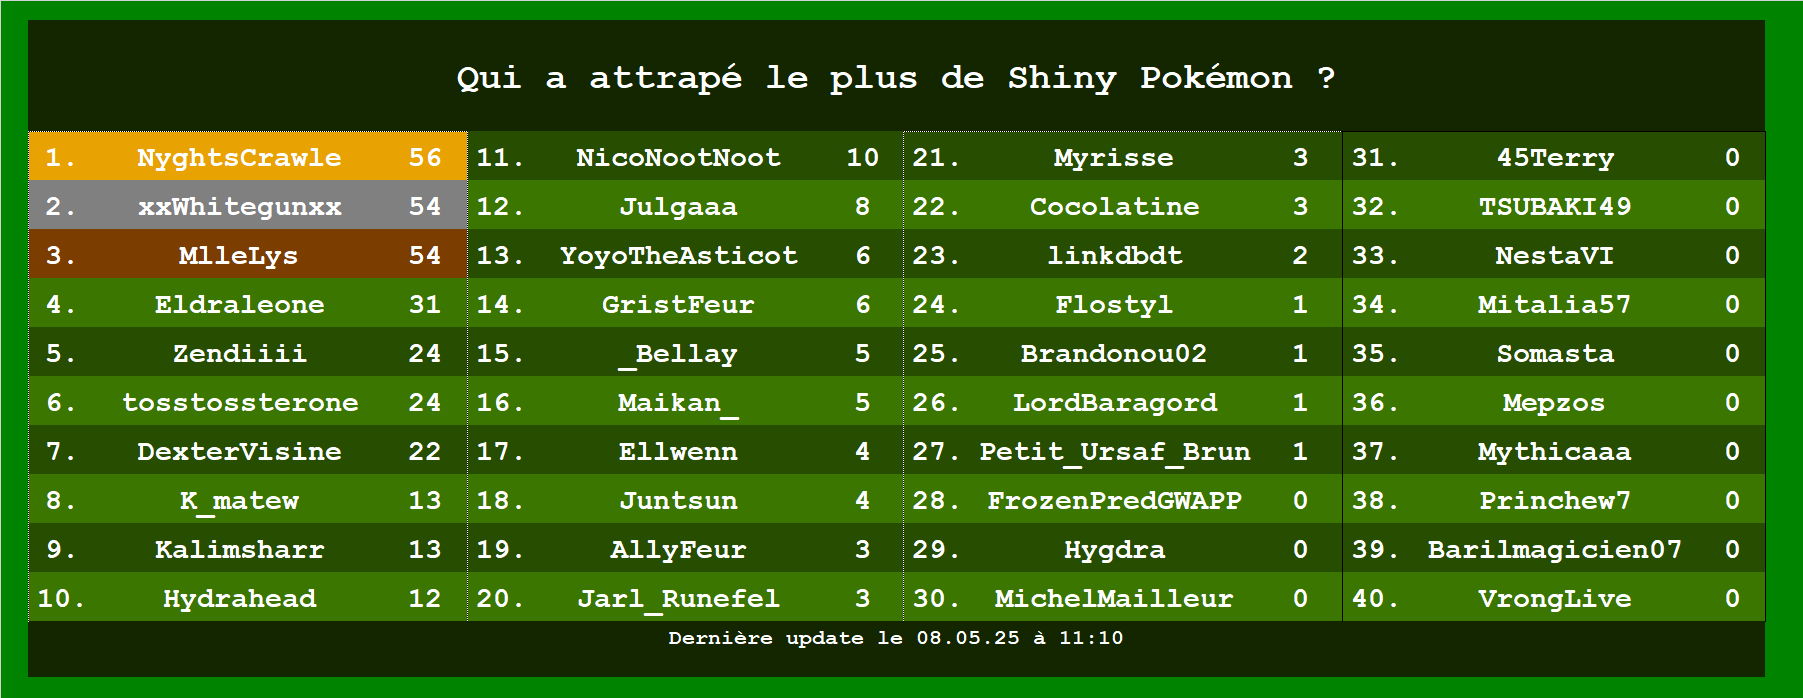 Qui a attrapé le plus de Shiny Pokémon ?
1. NyghtsCrawle 56 11. NicoNootNoot 10 21. Myrisse 3 31. 45Terry 0
2. xxWhitegunxx 54 12. Julgaaa 8 22. Cocolatine 3 32. TSUBAKI49 0
3. MlleLys 54 13. YoyoTheAsticot 6 23. linkdbdt 2 33. NestaVI 0
4. Eldraleone 31 14. GristFeur 6 24. Flostyl 1 34. Mitalia57 0
5. Zendiiii 24 15. _Bellay 5 25. Brandonou02 1 35. Somasta 0
6. tosstossterone 24 16. Maikan_ 5 26. LordBaragord 1 36. Mepzos 0
7. DexterVisine 22 17. Ellwenn 4 27. Petit_Ursaf_Brun 1 37. Mythicaaa 0
8. K_matew 13 18. Juntsun 4 28. FrozenPredGWAPP 0 38. Princhew7 0
9. Kalimsharr 13 19. AllyFeur 3 29. Hygdra 0 39. Barilmagicien07 0
10. Hydrahead 12 20. Jarl_Runefel 3 30. MichelMailleur 0 40. VrongLive 0
Dernière update le 08.05.25 à 11:10